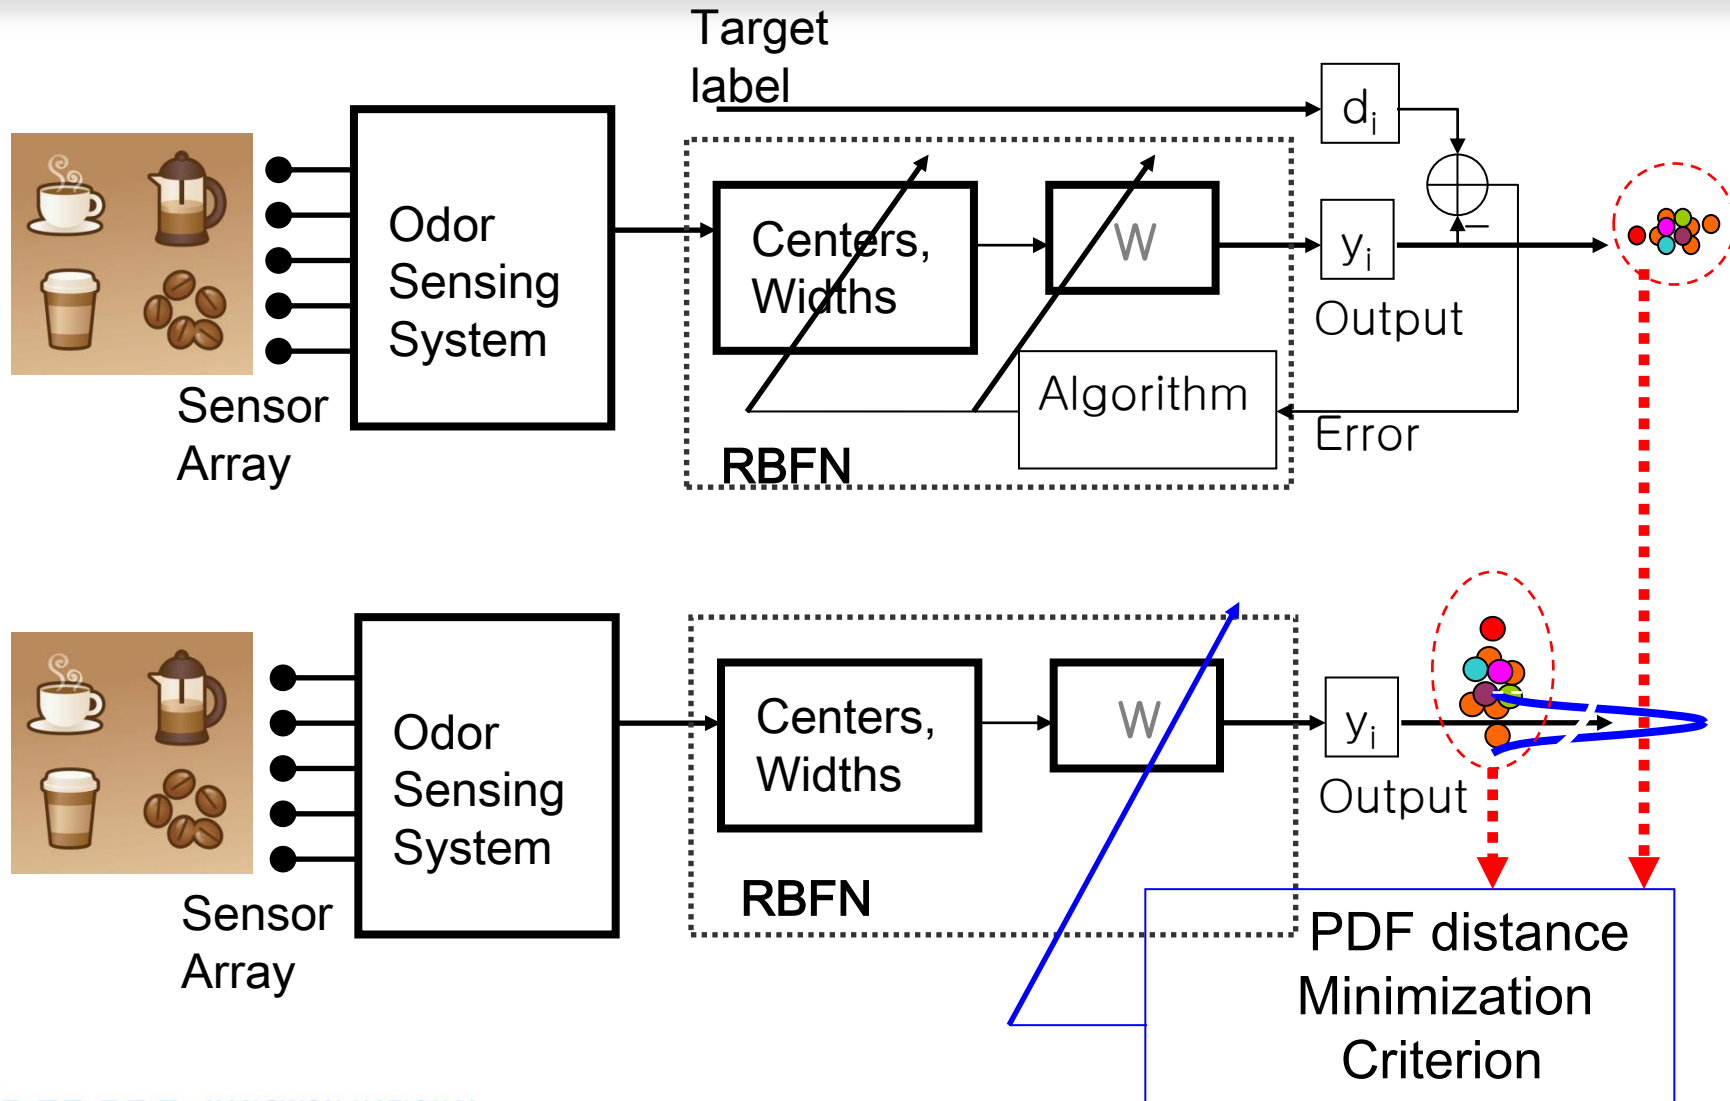 Target
label
d_i
Odor
Sensing
System
Centers,
Widths
W
y_i
−
Output
Algorithm
Error
Sensor
Array
RBFN
Odor
Sensing
System
Centers,
Widths
W
y_i
Output
Sensor
Array
RBFN
PDF distance
Minimization
Criterion